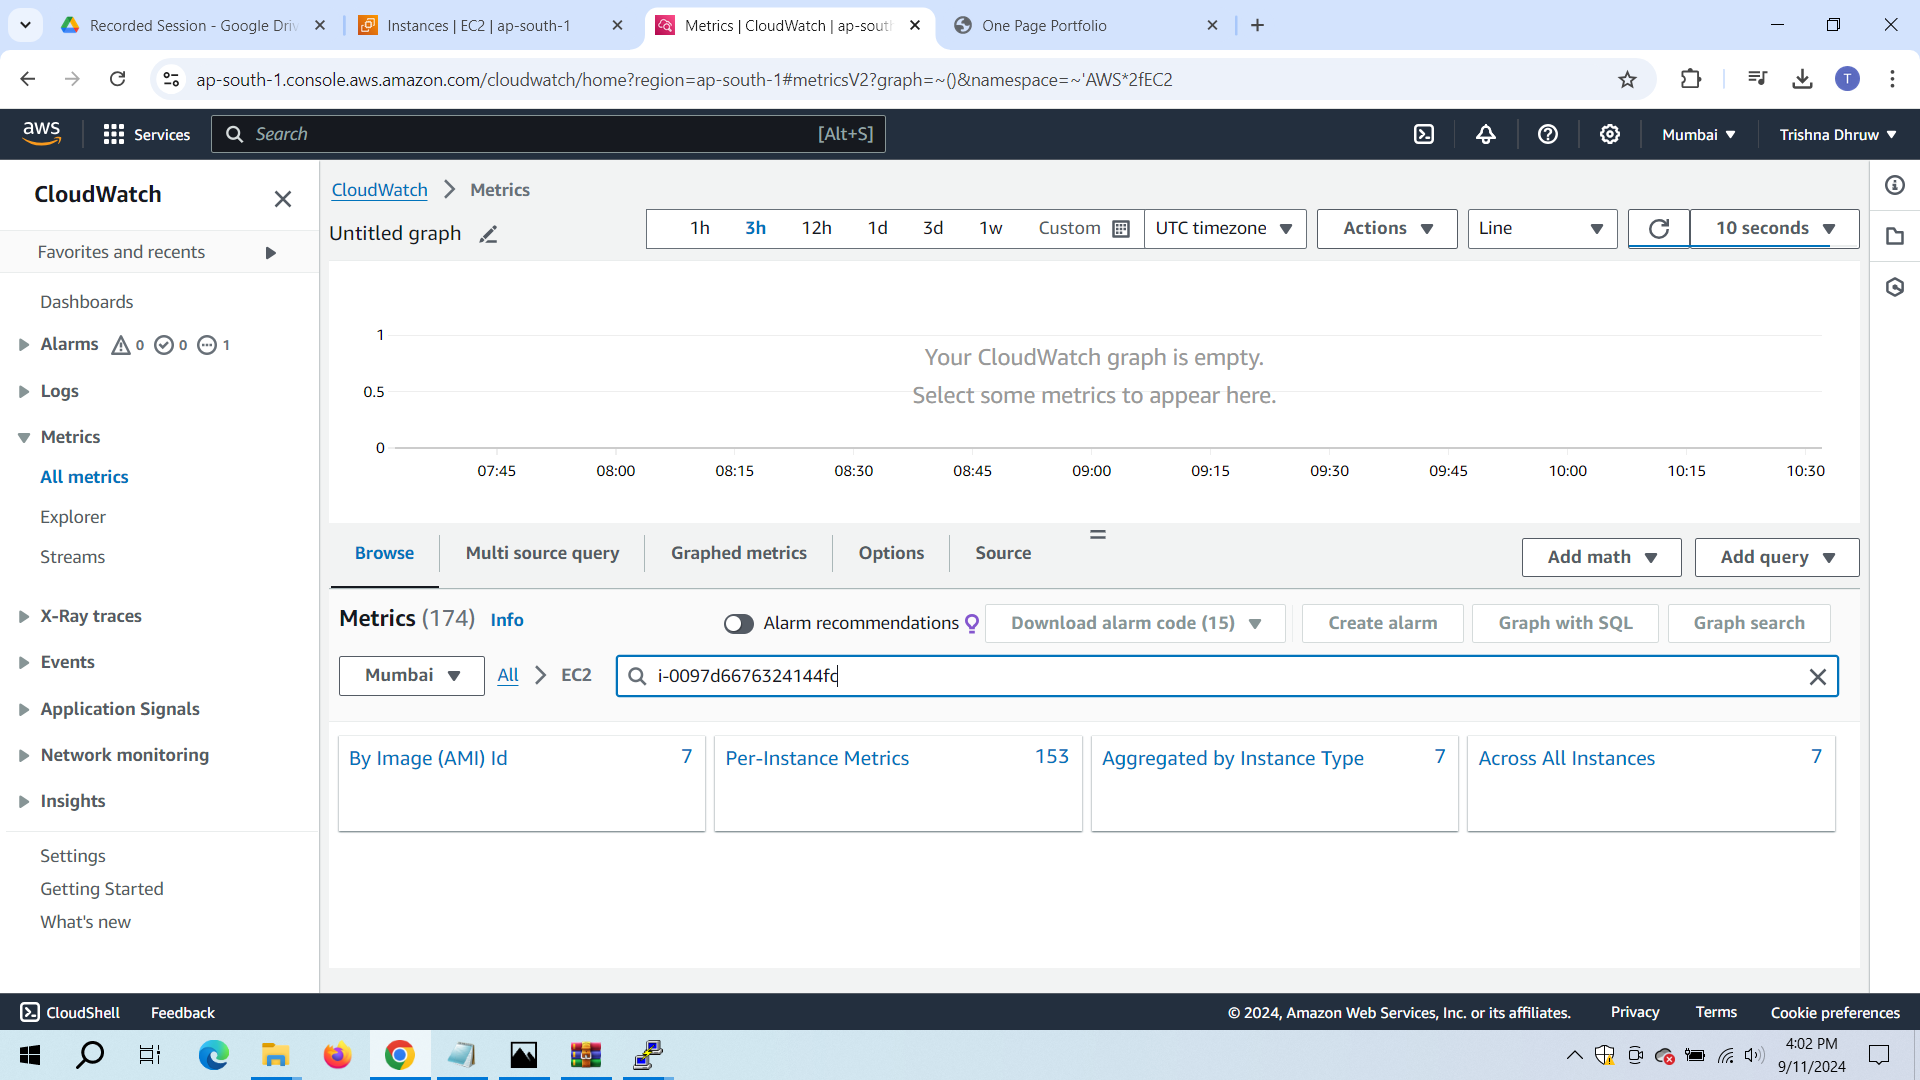 Recorded Session - Google Driv
Instances | EC2 | ap-south-1
Metrics | CloudWatch | ap-sout
One Page Portfolio
ap-south-1.console.aws.amazon.com/cloudwatch/home?region=ap-south-1#metricsV2?graph=~()&namespace=~'AWS*2fEC2
T
aws
Services
Search
[Alt+S]
Mumbai
Trishna Dhruw
CloudWatch
Favorites and recents
Dashboards
Alarms 0 0 1
Logs
Metrics
All metrics
Explorer
Streams
X-Ray traces
Events
Application Signals
Network monitoring
Insights
Settings
Getting Started
What's new
CloudWatch > Metrics
Untitled graph
1h 3h 12h 1d 3d 1w Custom
UTC timezone
Actions
Line
10 seconds
1
0.5
0
Your CloudWatch graph is empty.
Select some metrics to appear here.
07:45 08:00 08:15 08:30 08:45 09:00 09:15 09:30 09:45 10:00 10:15 10:30
Browse
Multi source query
Graphed metrics
Options
Source
Add math
Add query
Metrics (174) Info
Alarm recommendations
Download alarm code (15)
Create alarm
Graph with SQL
Graph search
Mumbai
All > EC2
i-0097d6676324144fc
By Image (AMI) Id 7
Per-Instance Metrics 153
Aggregated by Instance Type 7
Across All Instances 7
CloudShell
Feedback
© 2024, Amazon Web Services, Inc. or its affiliates.
Privacy
Terms
Cookie preferences
4:02 PM
9/11/2024